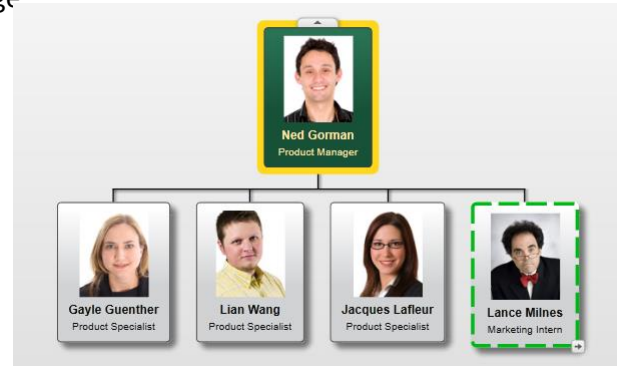 Ned Gorman
Product Manager
Gayle Guenther
Product Specialist
Lian Wang
Product Specialist
Jacques Lafleur
Product Specialist
Lance Milnes
Marketing Intern